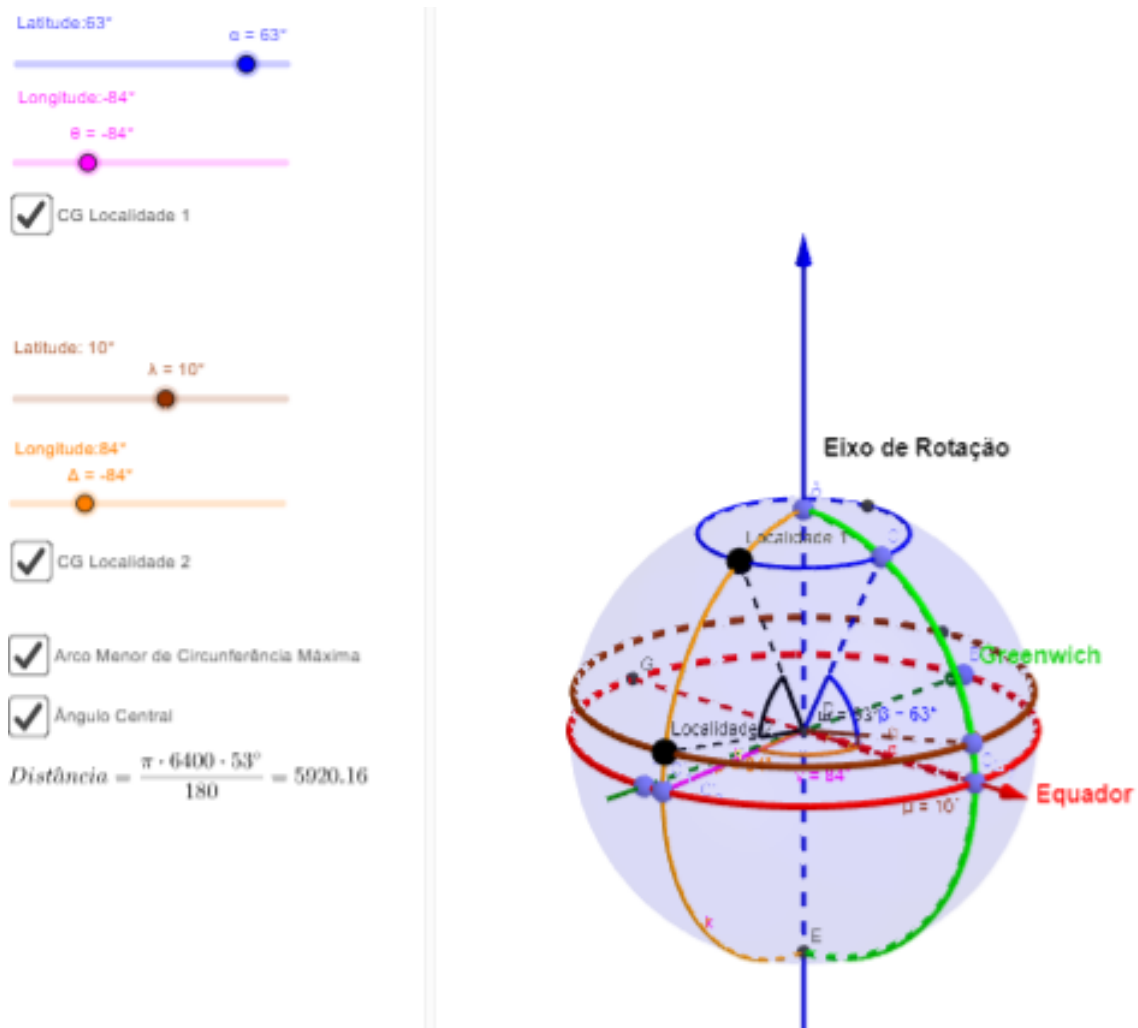 Latitude:63°
α = 63°
Longitude:-84°
θ = -84°
CG Localidade 1
Latitude: 10°
λ = 10°
Longitude:84°
Δ = -84°
CG Localidade 2
Arco Menor de Circunferência Máxima
Ângulo Central
Distância = π · 6400 · 53° / 180 = 5920.16
Eixo de Rotação
Localidade 1
Greenwich
G
β = 63°
Localidade
= 84°
Equador
μ = 10°
k
E